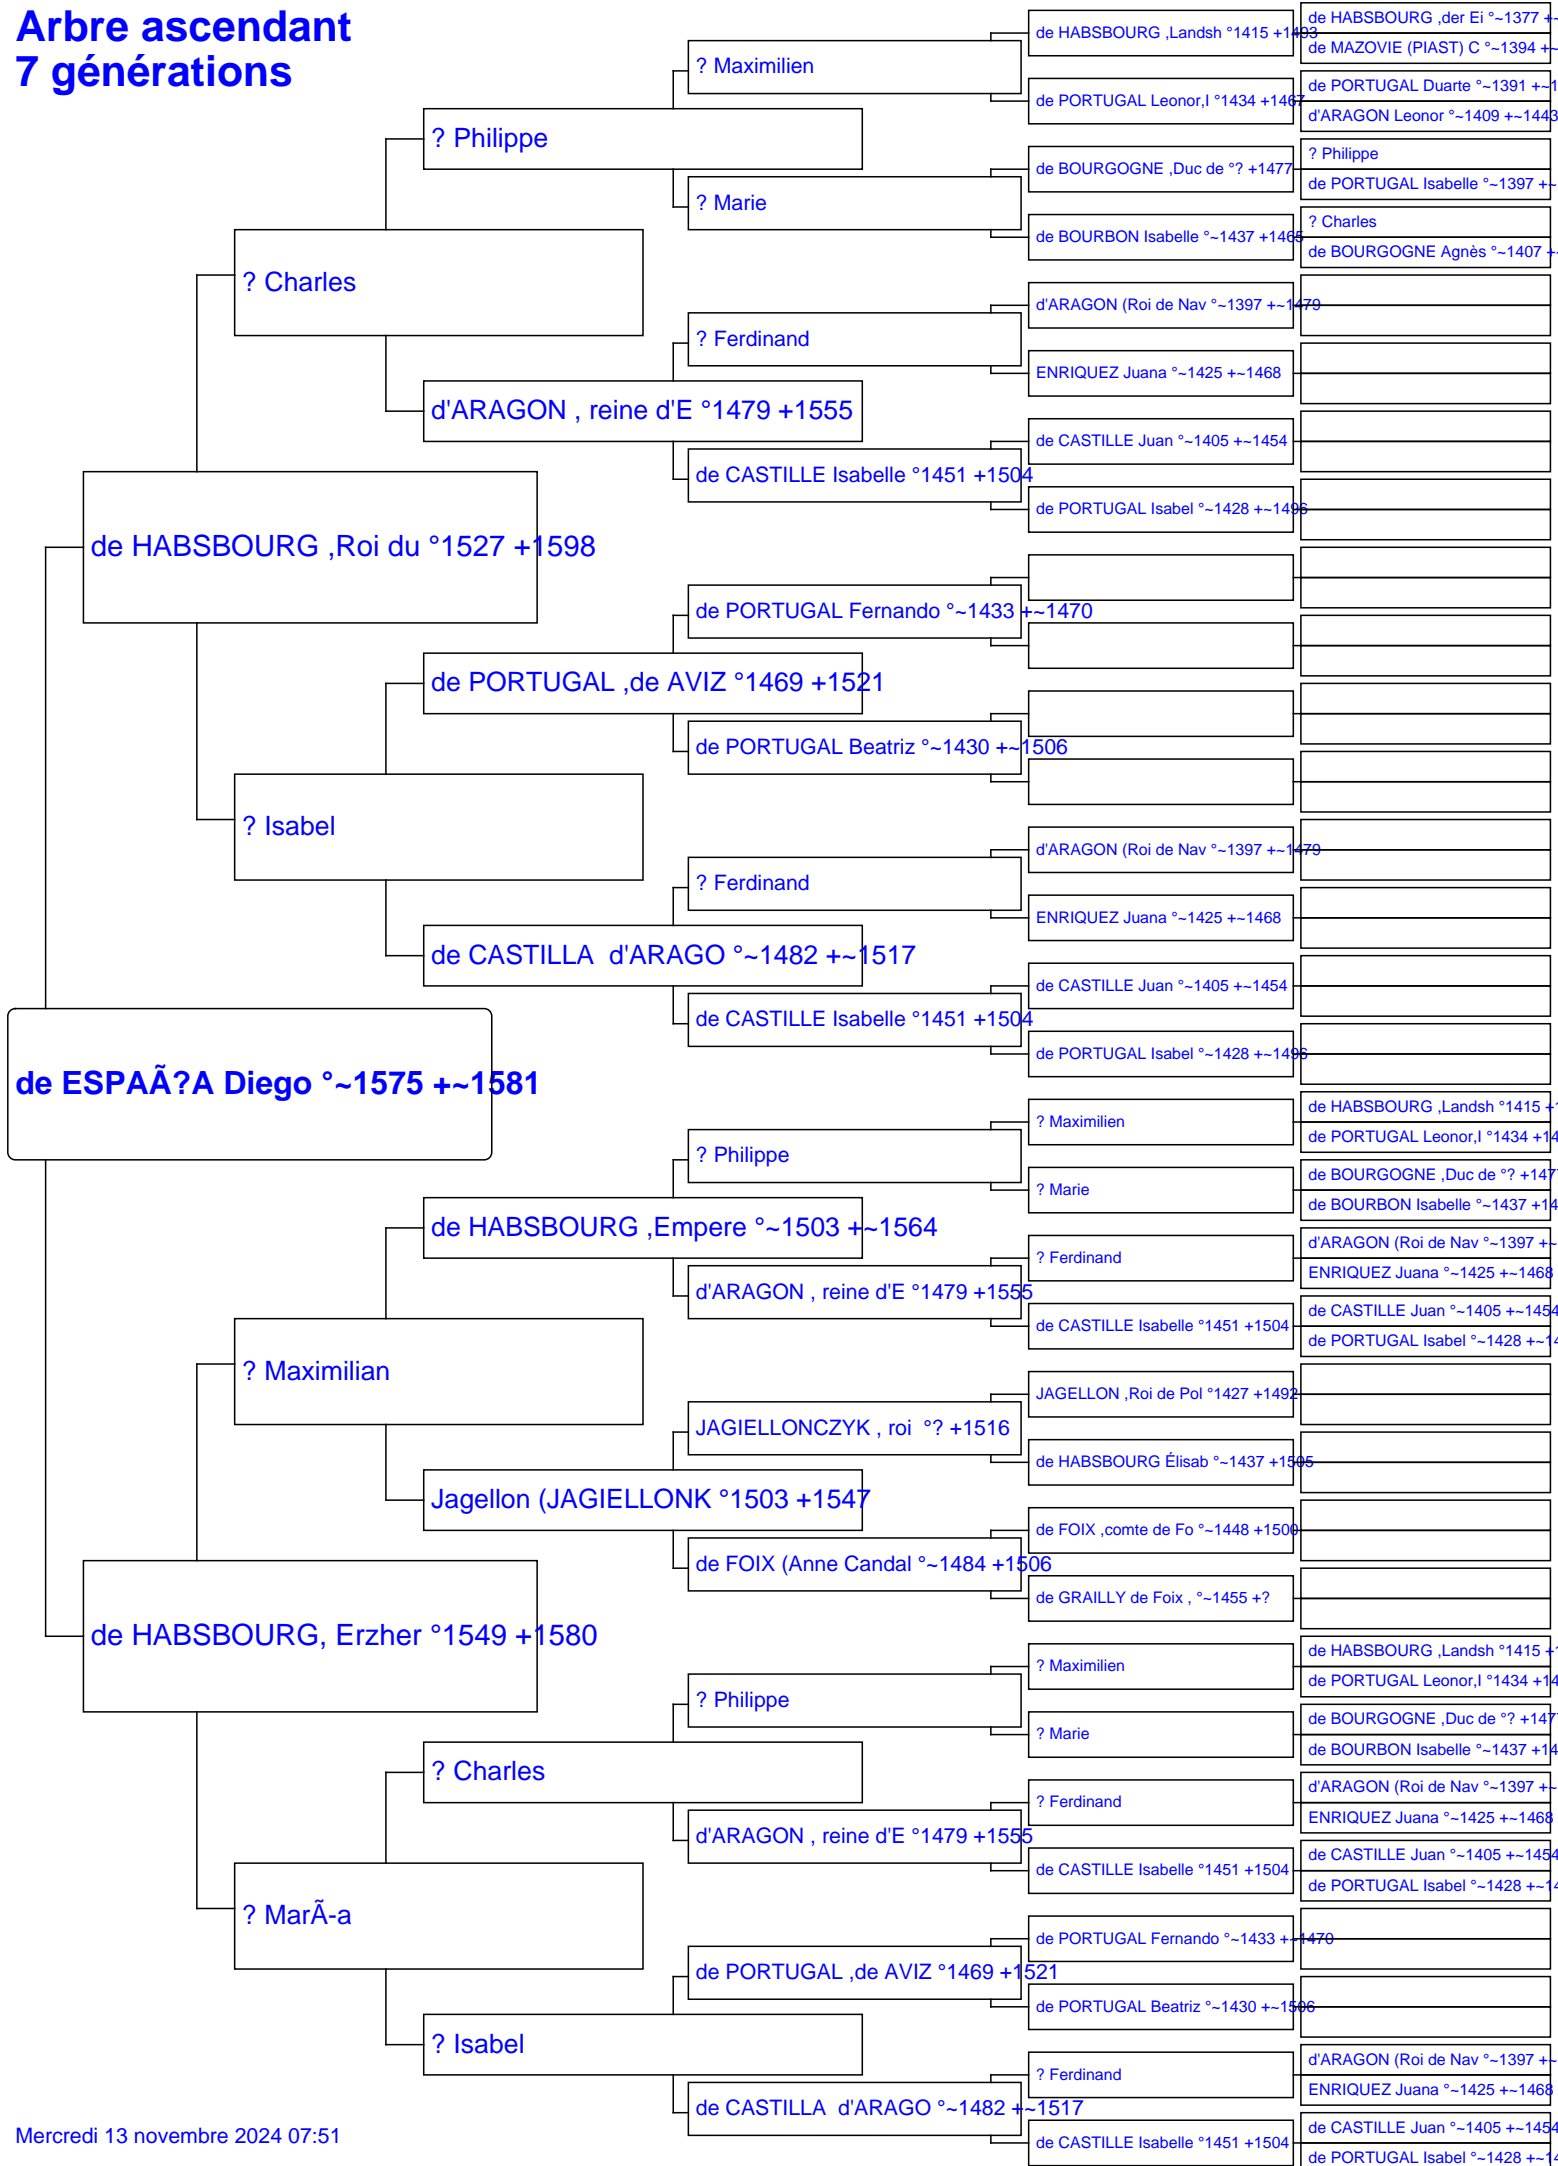 Arbre ascendant
7 générations
de ESPAÃ?A Diego °~1575 +~1581
de HABSBOURG ,Roi du °1527 +1598
de HABSBOURG, Erzher °1549 +1580
? Charles
? Isabel
? Maximilian
? MarÃ-a
? Philippe
d'ARAGON , reine d'E °1479 +1555
de PORTUGAL ,de AVIZ °1469 +1521
de CASTILLA  d'ARAGO °~1482 +~1517
de HABSBOURG ,Empere °~1503 +~1564
Jagellon (JAGIELLONK °1503 +1547
? Charles
? Isabel
? Maximilien
? Marie
? Ferdinand
de CASTILLE Isabelle °1451 +1504
de PORTUGAL Fernando °~1433 +~1470
de PORTUGAL Beatriz °~1430 +~1506
? Ferdinand
de CASTILLE Isabelle °1451 +1504
? Philippe
d'ARAGON , reine d'E °1479 +1555
JAGIELLONCZYK , roi  °? +1516
de FOIX (Anne Candal °~1484 +1506
? Philippe
d'ARAGON , reine d'E °1479 +1555
de PORTUGAL ,de AVIZ °1469 +1521
de CASTILLA  d'ARAGO °~1482 +~1517
de HABSBOURG ,Landsh °1415 +1493
de PORTUGAL Leonor,I °1434 +1467
de BOURGOGNE ,Duc de °? +1477
de BOURBON Isabelle °~1437 +1465
d'ARAGON (Roi de Nav °~1397 +~1479
ENRIQUEZ Juana °~1425 +~1468
de CASTILLE Juan °~1405 +~1454
de PORTUGAL Isabel °~1428 +~1496
d'ARAGON (Roi de Nav °~1397 +~1479
ENRIQUEZ Juana °~1425 +~1468
de CASTILLE Juan °~1405 +~1454
de PORTUGAL Isabel °~1428 +~1496
? Maximilien
? Marie
? Ferdinand
de CASTILLE Isabelle °1451 +1504
JAGELLON ,Roi de Pol °1427 +1492
de HABSBOURG Élisab °~1437 +1505
de FOIX ,comte de Fo °~1448 +1500
de GRAILLY de Foix , °~1455 +?
? Maximilien
? Marie
? Ferdinand
de CASTILLE Isabelle °1451 +1504
de PORTUGAL Fernando °~1433 +~1470
de PORTUGAL Beatriz °~1430 +~1506
? Ferdinand
de CASTILLE Isabelle °1451 +1504
de HABSBOURG ,der Ei °~1377 +~
de MAZOVIE (PIAST) C °~1394 +~
de PORTUGAL Duarte °~1391 +~1
d'ARAGON Leonor °~1409 +~1443
? Philippe
de PORTUGAL Isabelle °~1397 +~
? Charles
de BOURGOGNE Agnès °~1407 +~
de HABSBOURG ,Landsh °1415 +1
de PORTUGAL Leonor,I °1434 +14
de BOURGOGNE ,Duc de °? +1477
de BOURBON Isabelle °~1437 +14
d'ARAGON (Roi de Nav °~1397 +~
ENRIQUEZ Juana °~1425 +~1468
de CASTILLE Juan °~1405 +~1454
de PORTUGAL Isabel °~1428 +~14
de HABSBOURG ,Landsh °1415 +1
de PORTUGAL Leonor,I °1434 +14
de BOURGOGNE ,Duc de °? +1477
de BOURBON Isabelle °~1437 +14
d'ARAGON (Roi de Nav °~1397 +~
ENRIQUEZ Juana °~1425 +~1468
de CASTILLE Juan °~1405 +~1454
de PORTUGAL Isabel °~1428 +~14
d'ARAGON (Roi de Nav °~1397 +~
ENRIQUEZ Juana °~1425 +~1468
de CASTILLE Juan °~1405 +~1454
de PORTUGAL Isabel °~1428 +~14
Mercredi 13 novembre 2024 07:51